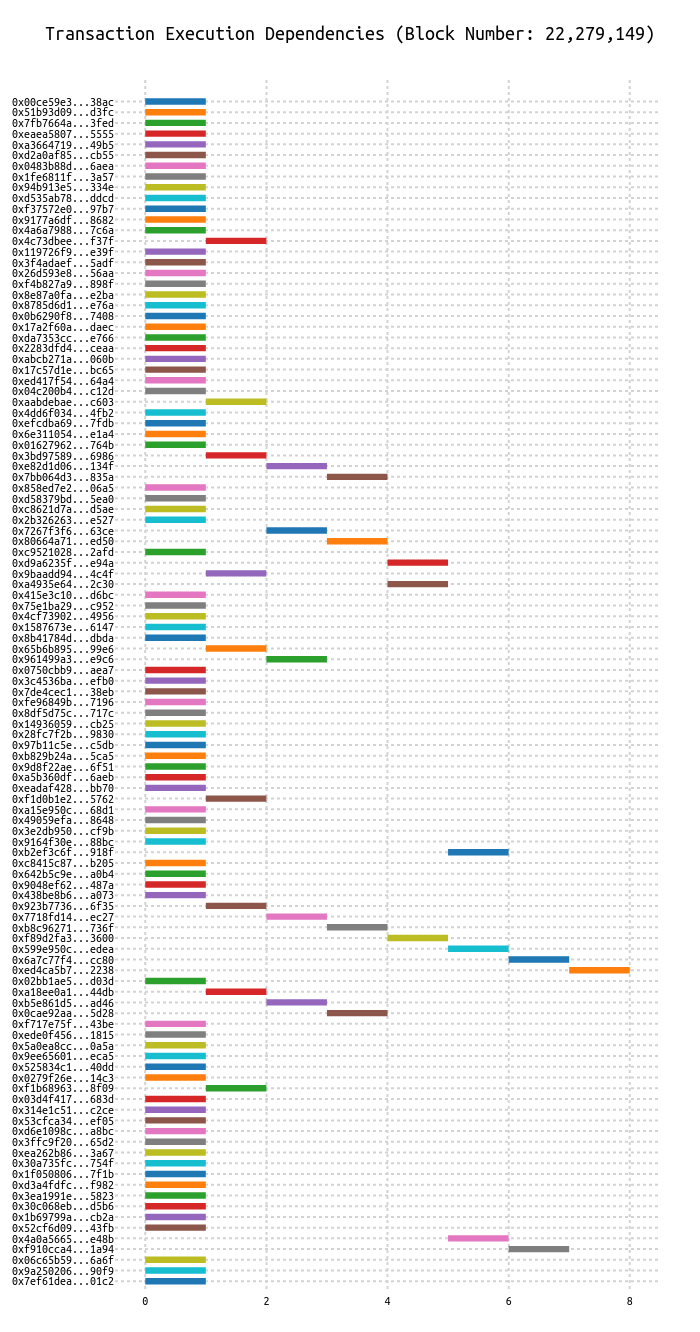 Transaction Execution Dependencies (Block Number: 22,279,149)
0x00ce59e3...38ac
0x51b93d09...d3fc
0x7fb7664a...3fed
0xeaea5807...5555
0xa3664719...49b5
0xd2a0af85...cb55
0x0483b88d...6aea
0x1fe6811f...3a57
0x94b913e5...334e
0xd535ab78...ddcd
0xf37572e0...97b7
0x9177a6df...8682
0x4a6a7988...7c6a
0x4c73dbee...f37f
0x119726f9...e39f
0x3f4adaef...5adf
0x26d593e8...56aa
0xf4b827a9...898f
0x8e87a0fa...e2ba
0x8785d6d1...e76a
0x0b6290f8...7408
0x17a2f60a...daec
0xda7353cc...e766
0x2283dfd4...ceaa
0xabcb271a...060b
0x17c57d1e...bc65
0xed417f54...64a4
0x04c200b4...c12d
0xaabdebae...c603
0x4dd6f034...4fb2
0xefcdba69...7fdb
0x6e311054...e1a4
0x01627962...764b
0x3bd97589...6986
0xe82d1d06...134f
0x7bb064d3...835a
0x858ed7e2...06a5
0xd58379bd...5ea0
0xc8621d7a...d5ae
0x2b326263...e527
0x7267f3f6...63ce
0x80664a71...ed50
0xc9521028...2afd
0xd9a6235f...e94a
0x9baadd94...4c4f
0xa4935e64...2c30
0x415e3c10...d6bc
0x75e1ba29...c952
0x4cf73902...4956
0x1587673e...6147
0x8b41784d...dbda
0x65b6b895...99e6
0x961499a3...e9c6
0x0750cbb9...aea7
0x3c4536ba...efb0
0x7de4cec1...38eb
0xfe96849b...7196
0x8df5d75c...717c
0x14936059...cb25
0x28fc7f2b...9830
0x97b11c5e...c5db
0xb829b24a...5ca5
0x9d8f22ae...6f51
0xa5b360df...6aeb
0xeadaf428...bb70
0xf1d0b1e2...5762
0xa15e950c...68d1
0x49059efa...8648
0x3e2db950...cf9b
0x9164f30e...88bc
0xb2ef3c6f...918f
0xc8415c87...b205
0x642b5c9e...a0b4
0x9048ef62...487a
0x438be8b6...a073
0x923b7736...6f35
0x7718fd14...ec27
0xb8c96271...736f
0xf89d2fa3...3600
0x599e950c...edea
0x6a7c77f4...cc80
0xed4ca5b7...2238
0x02bb1ae5...d03d
0xa18ee0a1...44db
0xb5e861d5...ad46
0x0cae92aa...5d28
0xf717e75f...43be
0xede0f456...1815
0x5a0ea8cc...0a5a
0x9ee65601...eca5
0x525834c1...40dd
0x0279f26e...14c3
0xf1b68963...8f09
0x03d4f417...683d
0x314e1c51...c2ce
0x53cfca34...ef05
0xd6e1098c...a8bc
0x3ffc9f20...65d2
0xea262b86...3a67
0x30a735fc...754f
0x1f050806...7f1b
0xd3a4fdfc...f982
0x3ea1991e...5823
0x30c068eb...d5b6
0x1b69799a...cb2a
0x52cf6d09...43fb
0x4a0a5665...e48b
0xf910cca4...1a94
0x06c65b59...6a6f
0x9a250206...90f9
0x7ef61dea...01c2
0 2 4 6 8